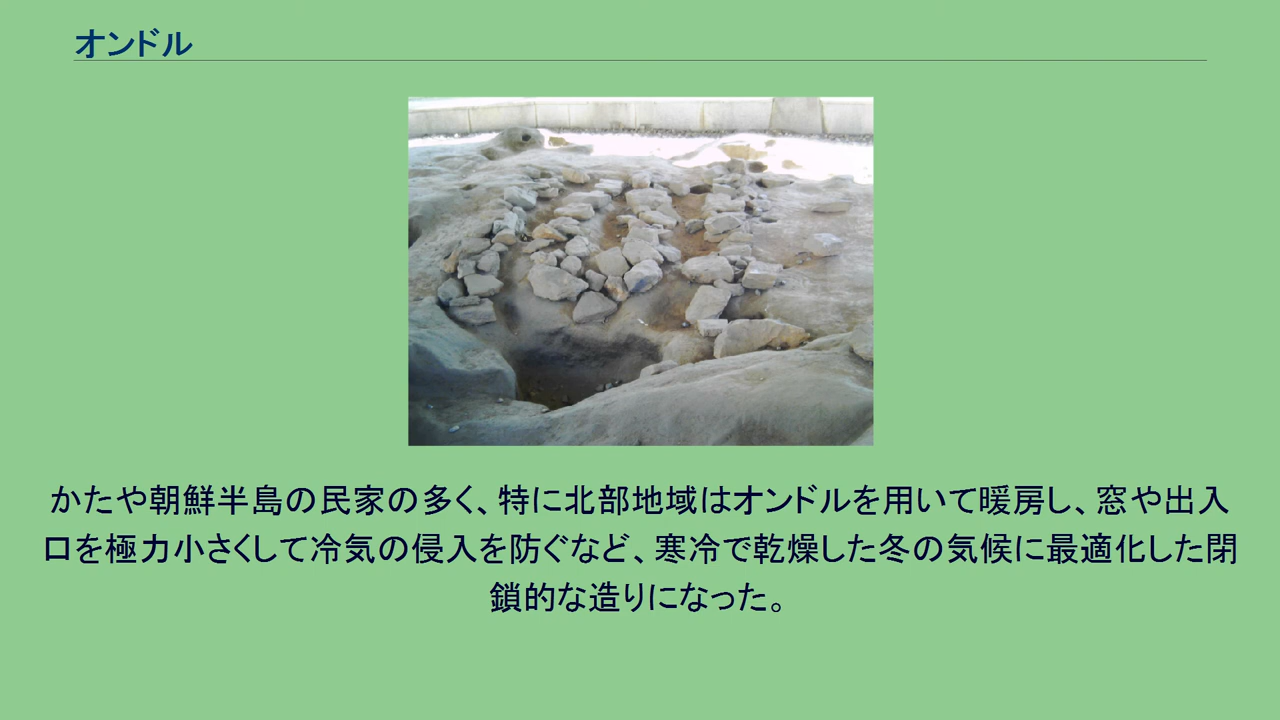 オンドル
かたや朝鮮半島の民家の多く、特に北部地域はオンドルを用いて暖房し、窓や出入
口を極力小さくして冷気の侵入を防ぐなど、寒冷で乾燥した冬の気候に最適化した閉
鎖的な造りになった。